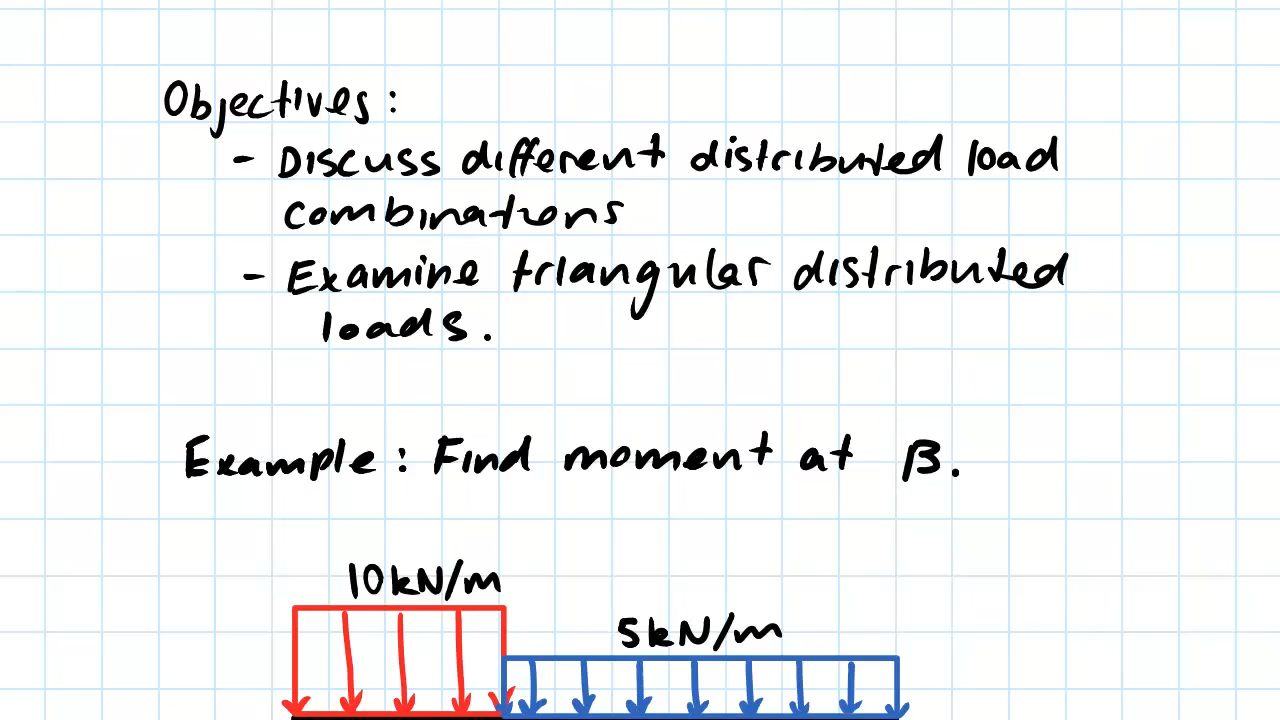 Objectives:
- Discuss different distributed load
combinations
- Examine triangular distributed
loads.
Example: Find moment at B.
10kN/m
5kN/m